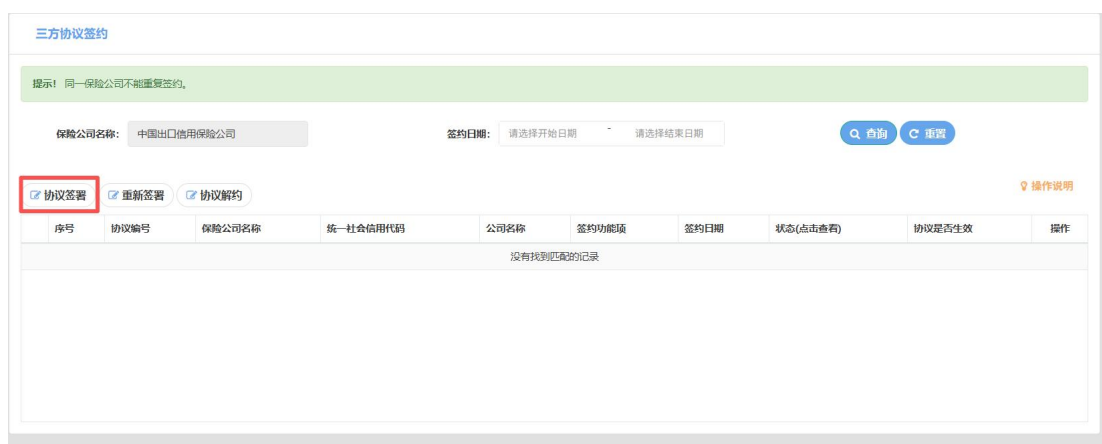 三方协议签约
提示! 同一保险公司不能重复签约。
保险公司名称: 中国出口信用保险公司 签约日期: 请选择开始日期 - 请选择结束日期 查询 重置
协议签署 重新签署 协议解约 操作说明
序号 协议编号 保险公司名称 统一社会信用代码 公司名称 签约功能项 签约日期 状态(点击查看) 协议是否生效 操作
没有找到匹配的记录